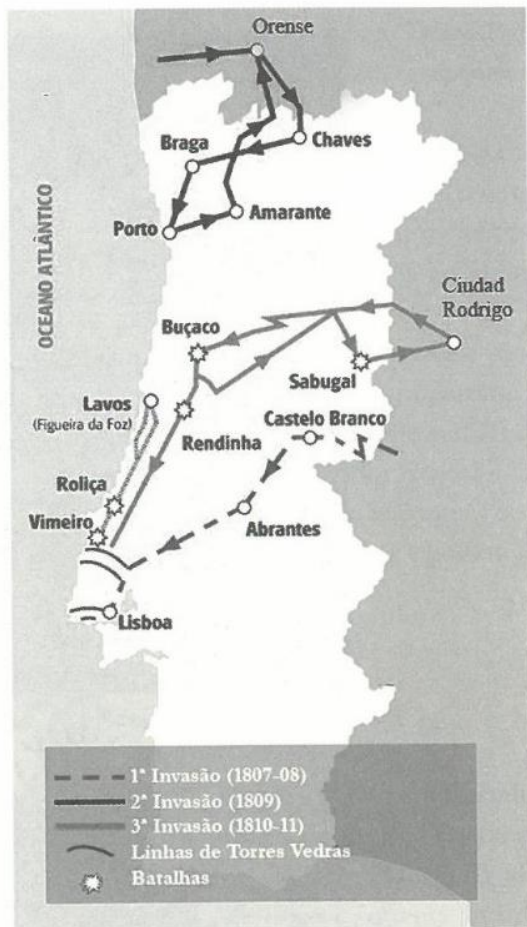 Orense
Braga
Chaves
Porto
Amarante
OCEANO ATLÂNTICO
Ciudad
Rodrigo
Buçaco
Sabugal
Lavos
(Figueira da Foz)
Rendinha
Castelo Branco
Roliça
Vimeiro
Abrantes
Lisboa
1ª Invasão (1807-08)
2ª Invasão (1809)
3ª Invasão (1810-11)
Linhas de Torres Vedras
Batalhas